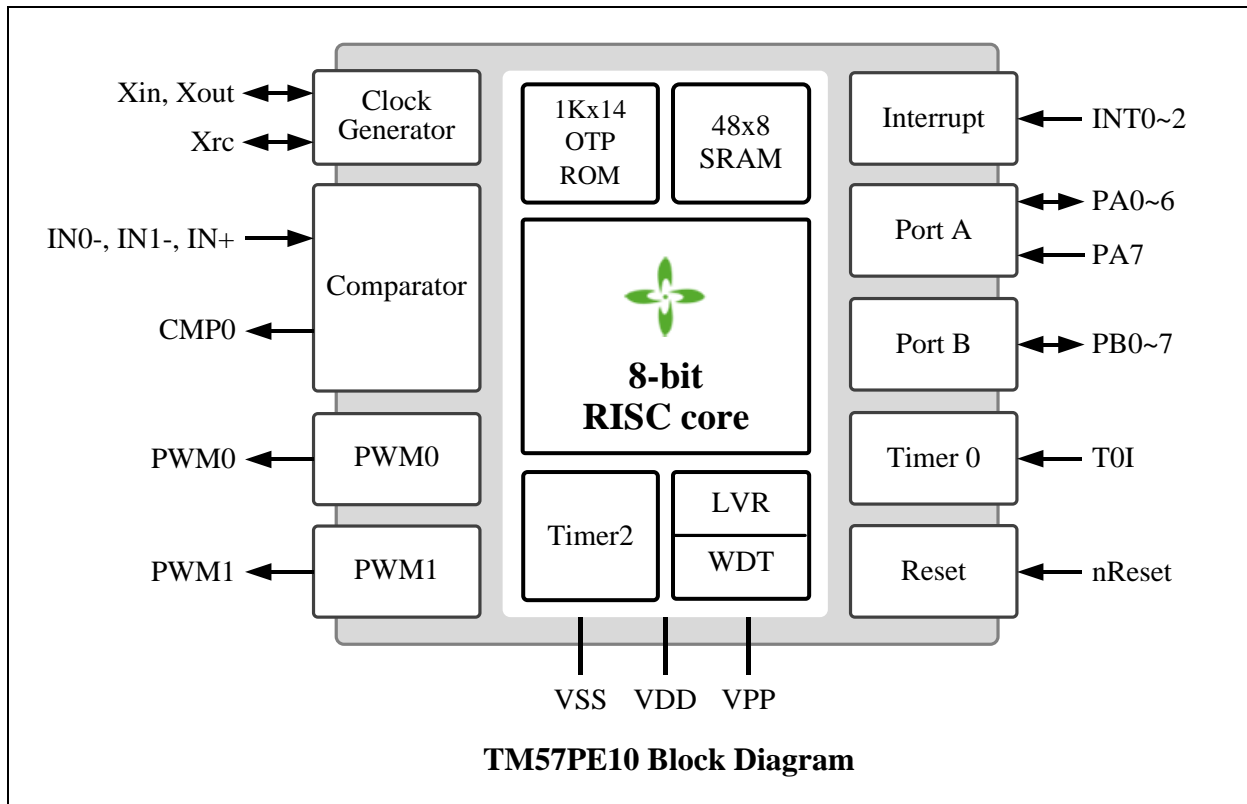 Xin, Xout
Xrc
IN0-, IN1-, IN+
CMP0
PWM0
PWM1
Clock
Generator
Comparator
PWM0
PWM1
1Kx14
OTP
ROM
48x8
SRAM
8-bit
RISC core
Timer2
LVR
WDT
Interrupt
Port A
Port B
Timer 0
Reset
INT0~2
PA0~6
PA7
PB0~7
T0I
nReset
VSS
VDD
VPP
TM57PE10 Block Diagram